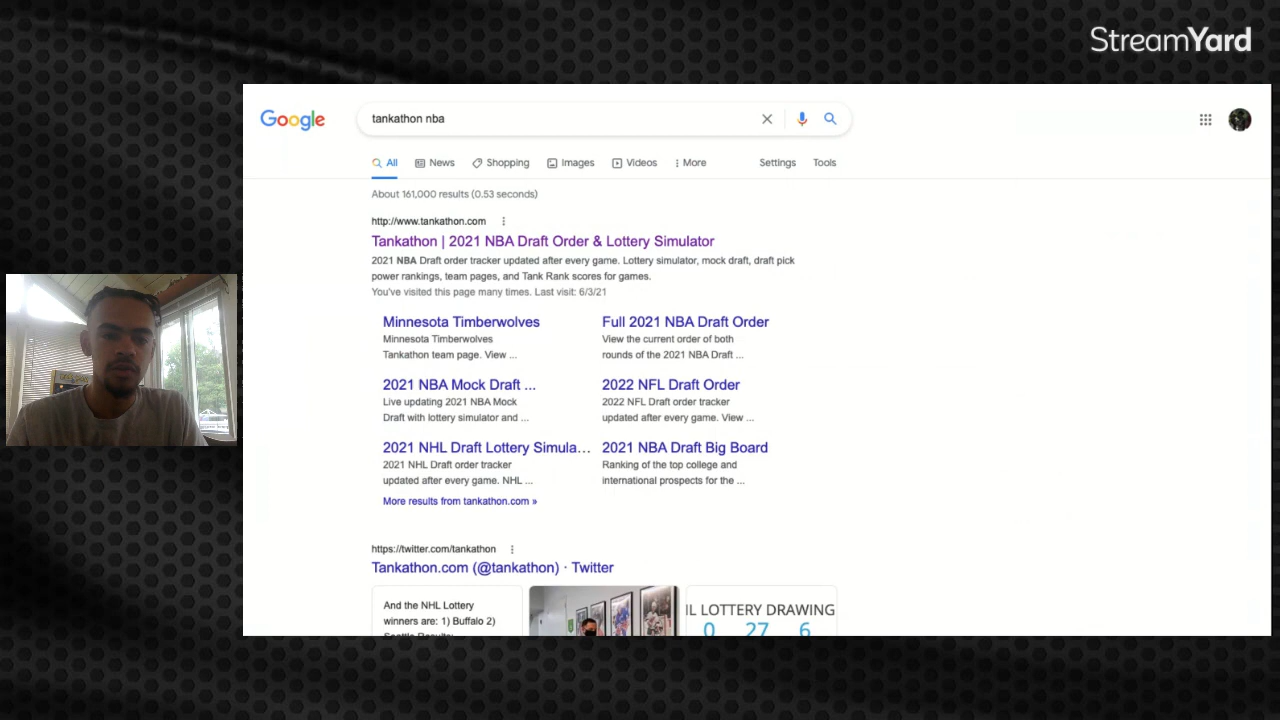 StreamYard
Google
tankathon nba
All
News
Shopping
Images
Videos
More
Settings
Tools
About 161,000 results (0.53 seconds)
http://www.tankathon.com
Tankathon | 2021 NBA Draft Order & Lottery Simulator
2021 NBA Draft order tracker updated after every game. Lottery simulator, mock draft, draft pick
power rankings, team pages, and Tank Rank scores for games.
You've visited this page many times. Last visit: 6/3/21
Minnesota Timberwolves
Minnesota Timberwolves
Tankathon team page. View ...
Full 2021 NBA Draft Order
View the current order of both
rounds of the 2021 NBA Draft ...
2021 NBA Mock Draft ...
Live updating 2021 NBA Mock
Draft with lottery simulator and ...
2022 NFL Draft Order
2022 NFL Draft order tracker
updated after every game. View ...
2021 NHL Draft Lottery Simula...
2021 NHL Draft order tracker
updated after every game. NHL ...
2021 NBA Draft Big Board
Ranking of the top college and
international prospects for the ...
More results from tankathon.com »
https://twitter.com/tankathon
Tankathon.com (@tankathon) · Twitter
And the NHL Lottery
winners are: 1) Buffalo 2)
Seattle Results:
L LOTTERY DRAWING
0 27 6